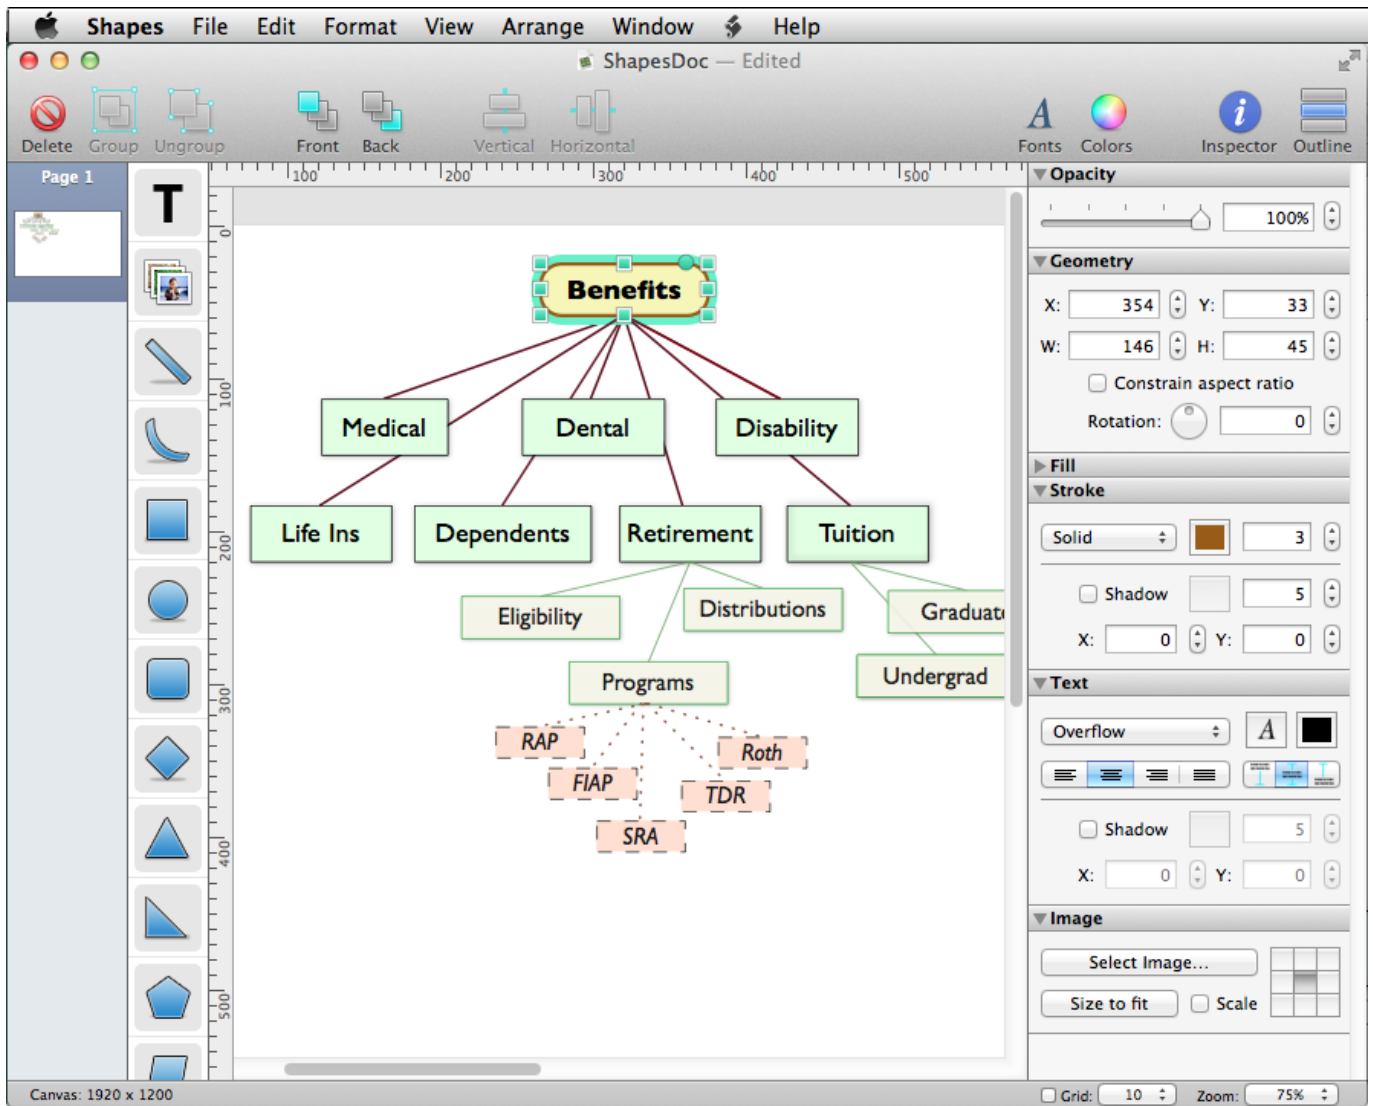 Shapes File Edit Format View Arrange Window Help
ShapesDoc — Edited
Delete Group Ungroup Front Back Vertical Horizontal Fonts Colors Inspector Outline
Page 1
T
100 200 300 400 500
0
100
200
300
400
500
Benefits
Medical Dental Disability
Life Ins Dependents Retirement Tuition
Eligibility Distributions Graduate
Programs Undergrad
RAP Roth
FIAP TDR
SRA
Opacity
100%
Geometry
X: 354 Y: 33
W: 146 H: 45
Constrain aspect ratio
Rotation: 0
Fill
Stroke
Solid 3
Shadow 5
X: 0 Y: 0
Text
Overflow A
Shadow 5
X: 0 Y: 0
Image
Select Image...
Size to fit Scale
Canvas: 1920 x 1200 Grid: 10 Zoom: 75%